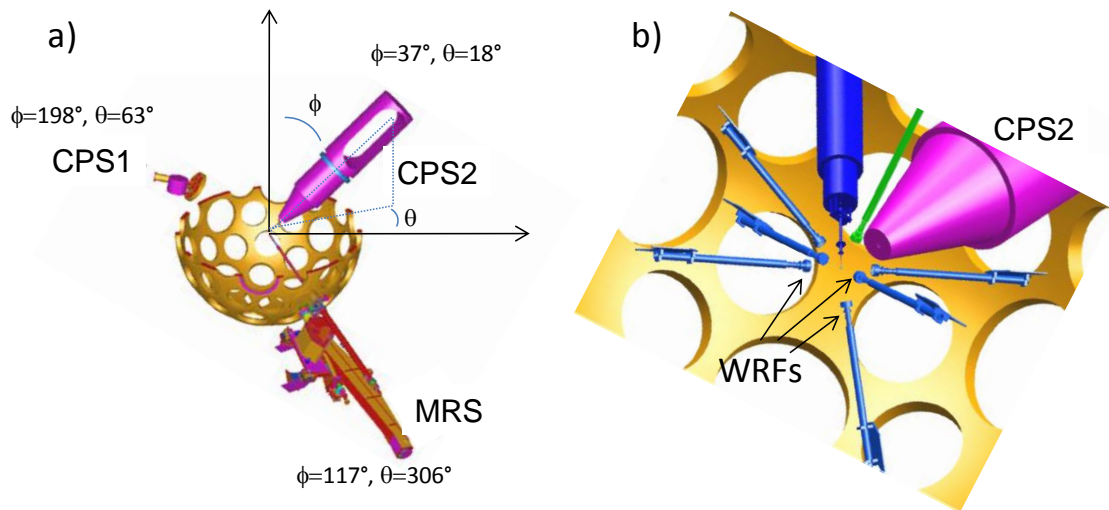 a)
ϕ=37°, θ=18°
ϕ
ϕ=198°, θ=63°
CPS1
CPS2
θ
MRS
ϕ=117°, θ=306°
b)
CPS2
WRFs